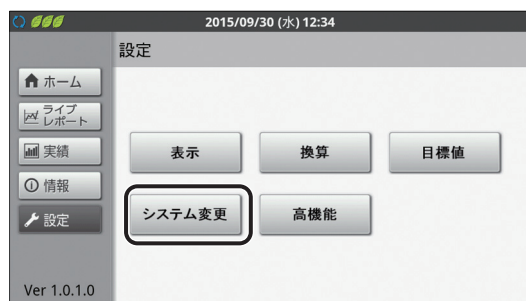 2015/09/30 (水) 12:34
設定
ホーム
ライブ
レポート
実績
情報
設定
表示
換算
目標値
システム変更
高機能
Ver 1.0.1.0